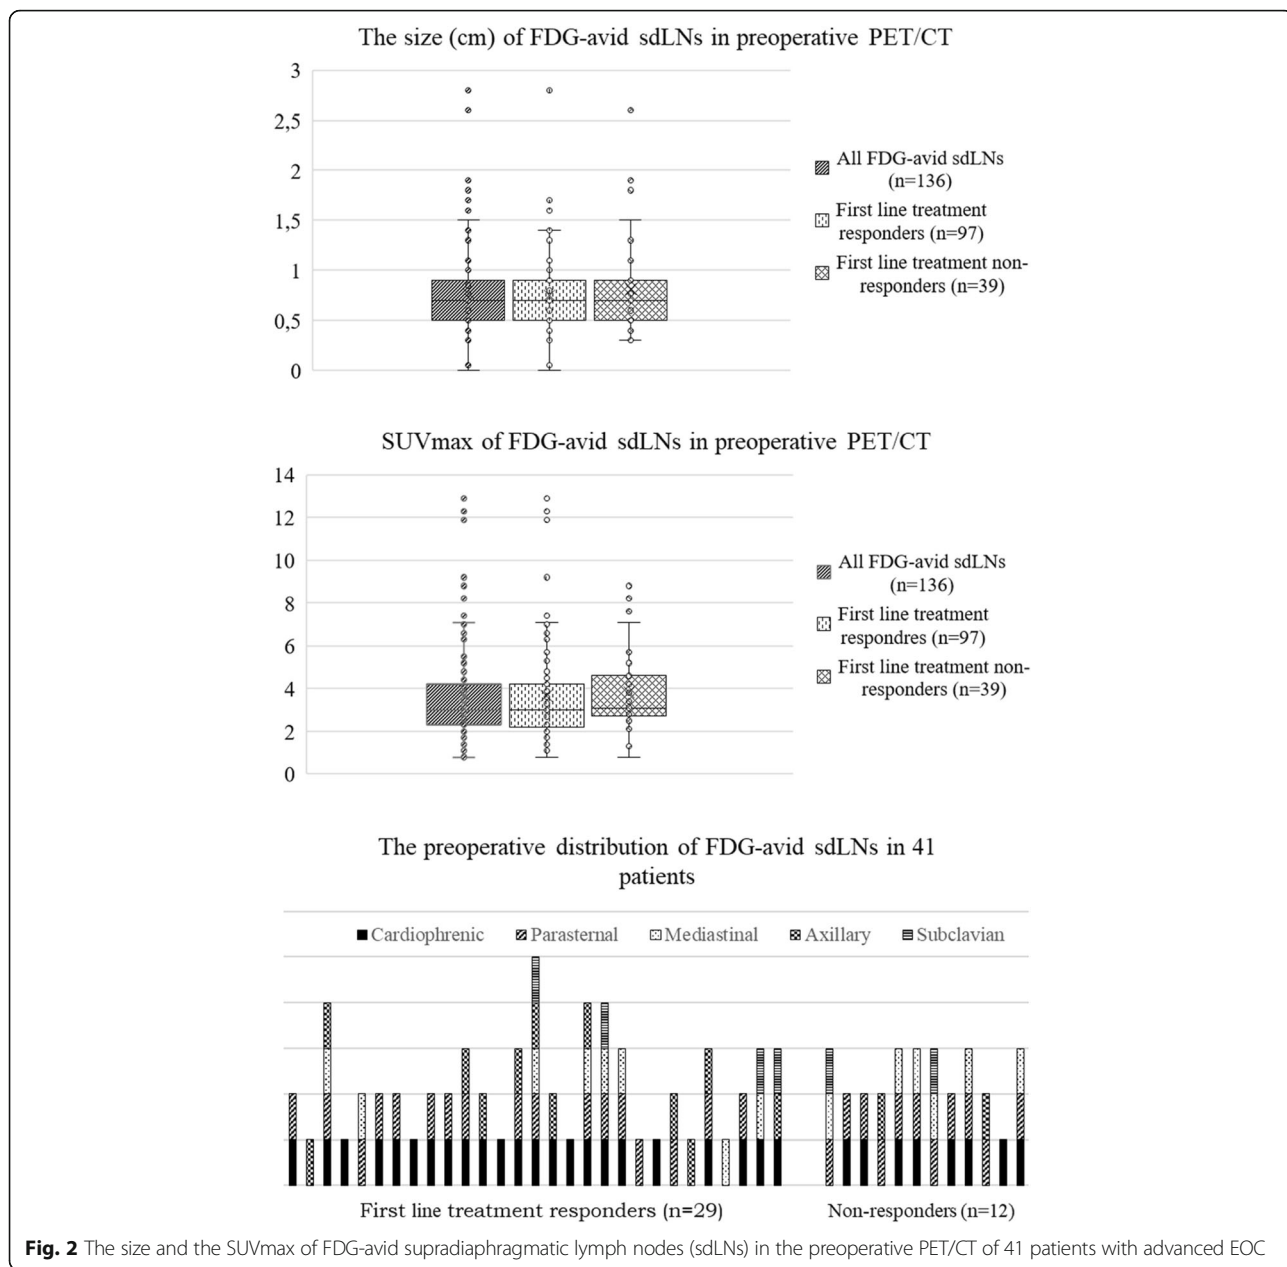 The size (cm) of FDG-avid sdLNs in preoperative PET/CT
3
2,5
2
1,5
1
0,5
0
All FDG-avid sdLNs
(n=136)
First line treatment
responders (n=97)
First line treatment non-
responders (n=39)
SUVmax of FDG-avid sdLNs in preoperative PET/CT
14
12
10
8
6
4
2
0
All FDG-avid sdLNs
(n=136)
First line treatment
respondres (n=97)
First line treatment non-
responders (n=39)
The preoperative distribution of FDG-avid sdLNs in 41
patients
Cardiophrenic Parasternal Mediastinal Axillary Subclavian
First line treatment responders (n=29) Non-responders (n=12)
Fig. 2 The size and the SUVmax of FDG-avid supradiaphragmatic lymph nodes (sdLNs) in the preoperative PET/CT of 41 patients with advanced EOC